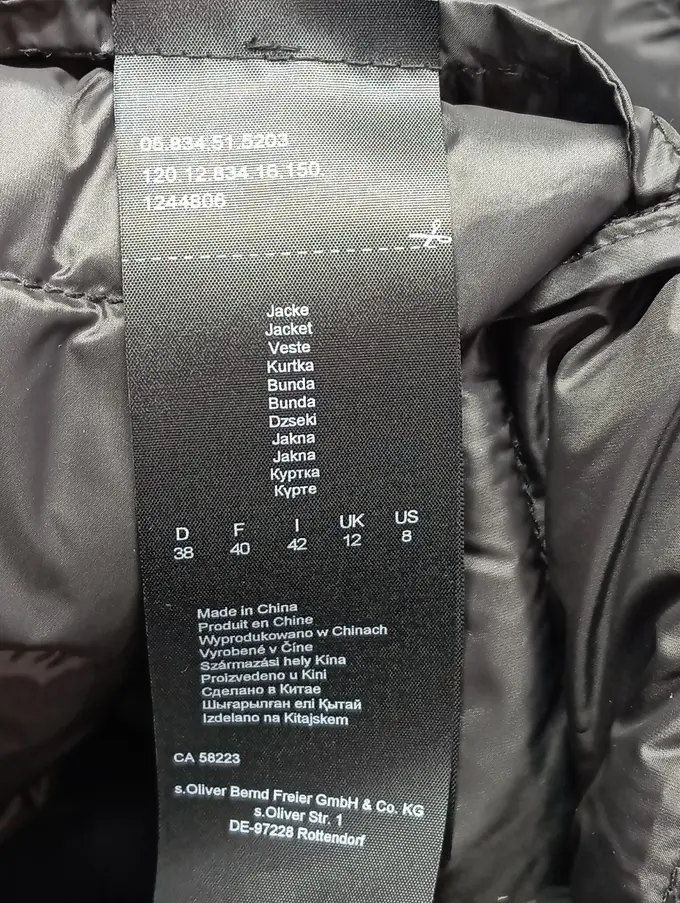 05.834.51.5203
120.12.834.16.150.
1244806
Jacke
Jacket
Veste
Kurtka
Bunda
Bunda
Dzseki
Jakna
Jakna
Куртка
Күрте
D F I UK US
38 40 42 12 8
Made in China
Produit en Chine
Wyprodukowano w Chinach
Vyrobené v Číne
Származási hely Kína
Proizvedeno u Kini
Сделано в Китае
Шығарылған елі Қытай
Izdelano na Kitajskem
CA 58223
s.Oliver Bernd Freier GmbH & Co. KG
s.Oliver Str. 1
DE-97228 Rottendorf